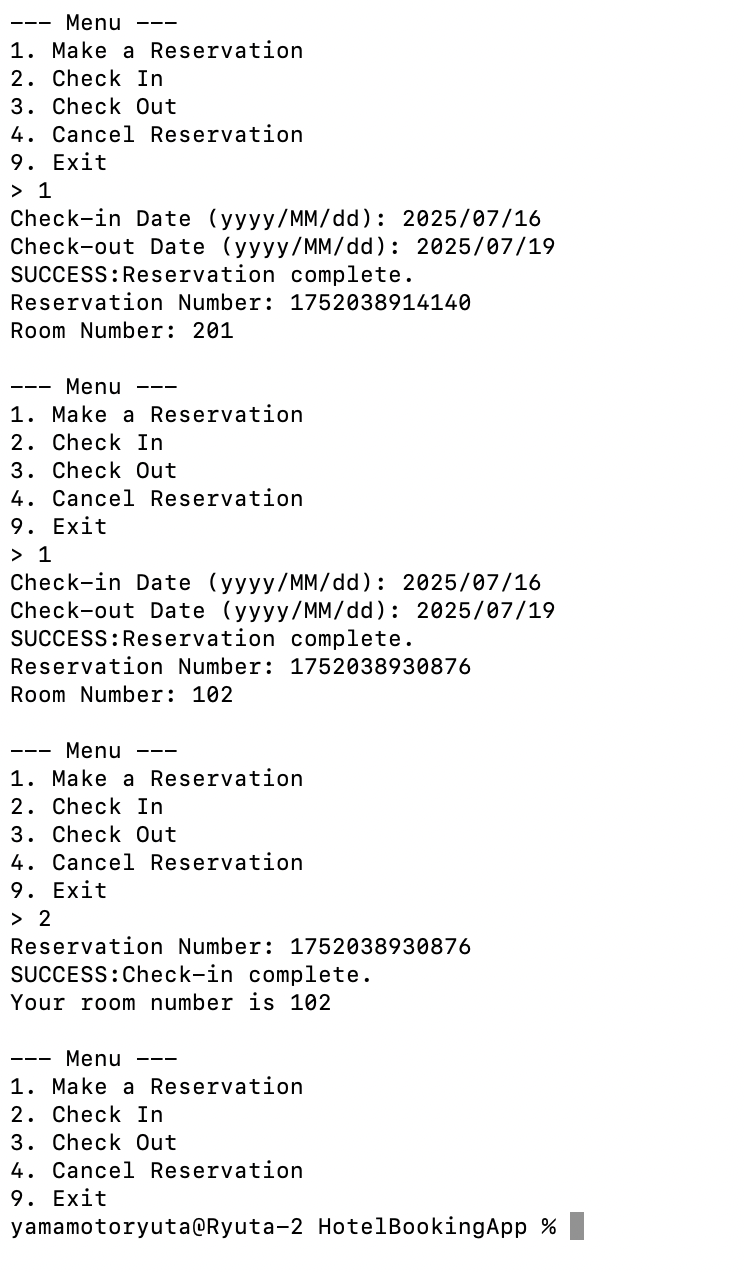 --- Menu ---
1. Make a Reservation
2. Check In
3. Check Out
4. Cancel Reservation
9. Exit
> 1
Check-in Date (yyyy/MM/dd): 2025/07/16
Check-out Date (yyyy/MM/dd): 2025/07/19
SUCCESS:Reservation complete.
Reservation Number: 1752038914140
Room Number: 201

--- Menu ---
1. Make a Reservation
2. Check In
3. Check Out
4. Cancel Reservation
9. Exit
> 1
Check-in Date (yyyy/MM/dd): 2025/07/16
Check-out Date (yyyy/MM/dd): 2025/07/19
SUCCESS:Reservation complete.
Reservation Number: 1752038930876
Room Number: 102

--- Menu ---
1. Make a Reservation
2. Check In
3. Check Out
4. Cancel Reservation
9. Exit
> 2
Reservation Number: 1752038930876
SUCCESS:Check-in complete.
Your room number is 102

--- Menu ---
1. Make a Reservation
2. Check In
3. Check Out
4. Cancel Reservation
9. Exit
yamamotoryuta@Ryuta-2 HotelBookingApp %